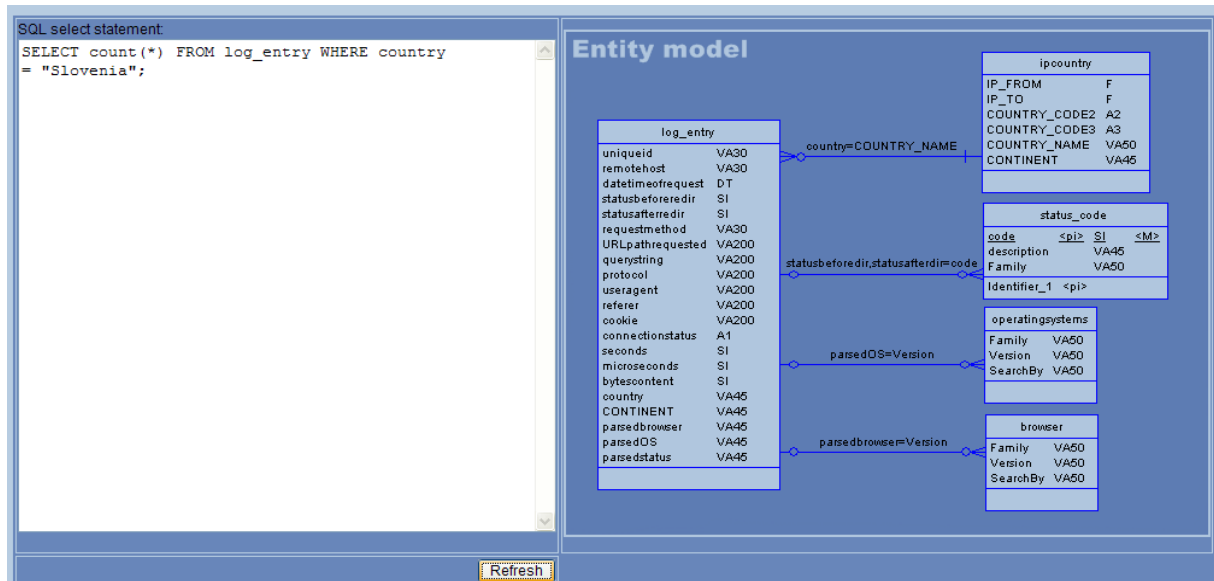 SQL select statement:
SELECT count(*) FROM log_entry WHERE country
= "Slovenia";
Refresh
Entity model
log_entry
uniqueid VA30
remotehost VA30
datetimeofrequest DT
statusbeforeredir SI
statusafterredir SI
requestmethod VA30
URLpathrequested VA200
querystring VA200
protocol VA200
useragent VA200
referer VA200
cookie VA200
connectionstatus A1
seconds SI
microseconds SI
bytescontent SI
country VA45
CONTINENT VA45
parsedbrowser VA45
parsedOS VA45
parsedstatus VA45
country=COUNTRY_NAME
statusbeforedir,statusafterdir=code
parsedOS=Version
parsedbrowser=Version
ipcountry
IP_FROM F
IP_TO F
COUNTRY_CODE2 A2
COUNTRY_CODE3 A3
COUNTRY_NAME VA50
CONTINENT VA45
status_code
code <pi> SI <M>
description VA45
Family VA50
Identifier_1 <pi>
operatingsystems
Family VA50
Version VA50
SearchBy VA50
browser
Family VA50
Version VA50
SearchBy VA50